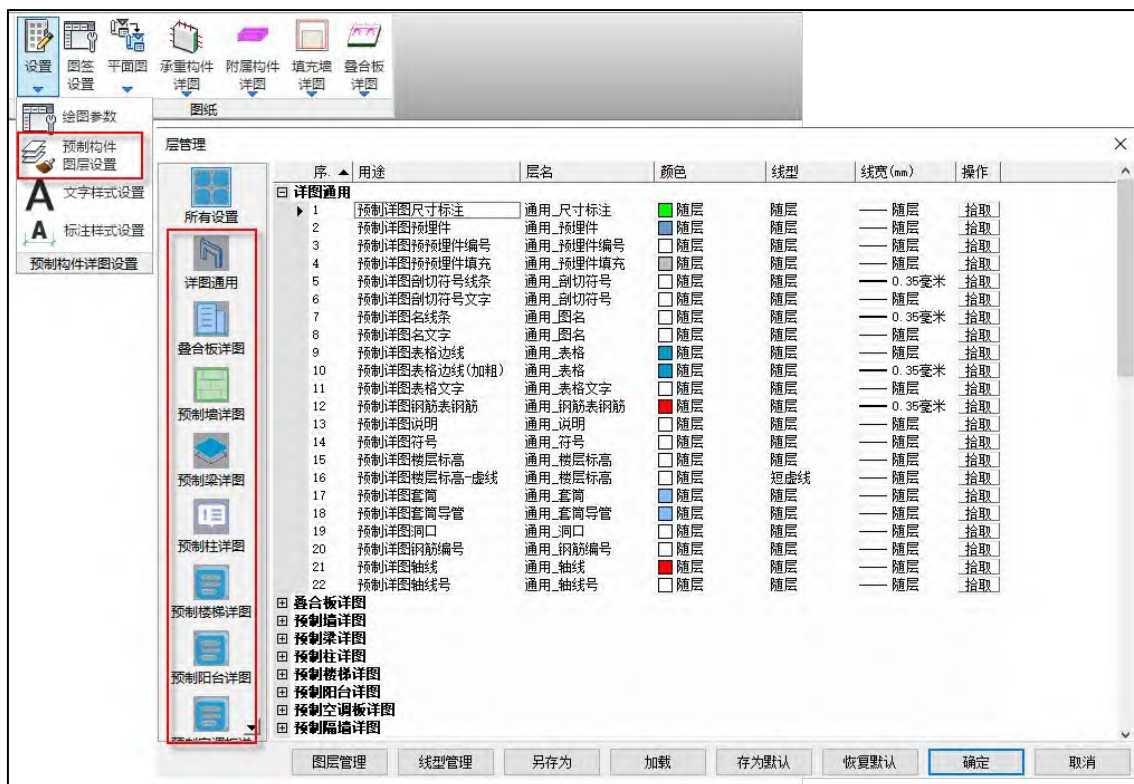 设置 图签设置 平面图 承重构件详图 附属构件详图 填充墙详图 叠合板详图
图纸
绘图参数
预制构件图层设置
文字样式设置
标注样式设置
预制构件详图设置
层管理
所有设置
详图通用
叠合板详图
预制墙详图
预制梁详图
预制柱详图
预制楼梯详图
预制阳台详图
序. 用途 层名 颜色 线型 线宽(mm) 操作
详图通用
1 预制详图尺寸标注 通用_尺寸标注 随层 随层 随层 拾取
2 预制详图预埋件 通用_预埋件 随层 随层 随层 拾取
3 预制详图预预埋件编号 通用_预埋件编号 随层 随层 随层 拾取
4 预制详图预预埋件填充 通用_预埋件填充 随层 随层 随层 拾取
5 预制详图剖切符号线条 通用_剖切符号 随层 随层 0.35毫米 拾取
6 预制详图剖切符号文字 通用_剖切符号 随层 随层 随层 拾取
7 预制详图名线条 通用_图名 随层 随层 0.35毫米 拾取
8 预制详图名文字 通用_图名 随层 随层 随层 拾取
9 预制详图表格边线 通用_表格 随层 随层 随层 拾取
10 预制详图表格边线(加粗) 通用_表格 随层 随层 0.35毫米 拾取
11 预制详图表格文字 通用_表格文字 随层 随层 随层 拾取
12 预制详图钢筋表钢筋 通用_钢筋表钢筋 随层 随层 0.35毫米 拾取
13 预制详图说明 通用_说明 随层 随层 随层 拾取
14 预制详图符号 通用_符号 随层 随层 随层 拾取
15 预制详图楼层标高 通用_楼层标高 随层 随层 随层 拾取
16 预制详图楼层标高-虚线 通用_楼层标高 随层 短虚线 随层 拾取
17 预制详图套筒 通用_套筒 随层 随层 随层 拾取
18 预制详图套筒导管 通用_套筒导管 随层 随层 随层 拾取
19 预制详图洞口 通用_洞口 随层 随层 随层 拾取
20 预制详图钢筋编号 通用_钢筋编号 随层 随层 随层 拾取
21 预制详图轴线 通用_轴线 随层 随层 随层 拾取
22 预制详图轴线号 通用_轴线号 随层 随层 随层 拾取
叠合板详图
预制墙详图
预制梁详图
预制柱详图
预制楼梯详图
预制阳台详图
预制空调板详图
预制隔墙详图
图层管理 线型管理 另存为 加载 存为默认 恢复默认 确定 取消